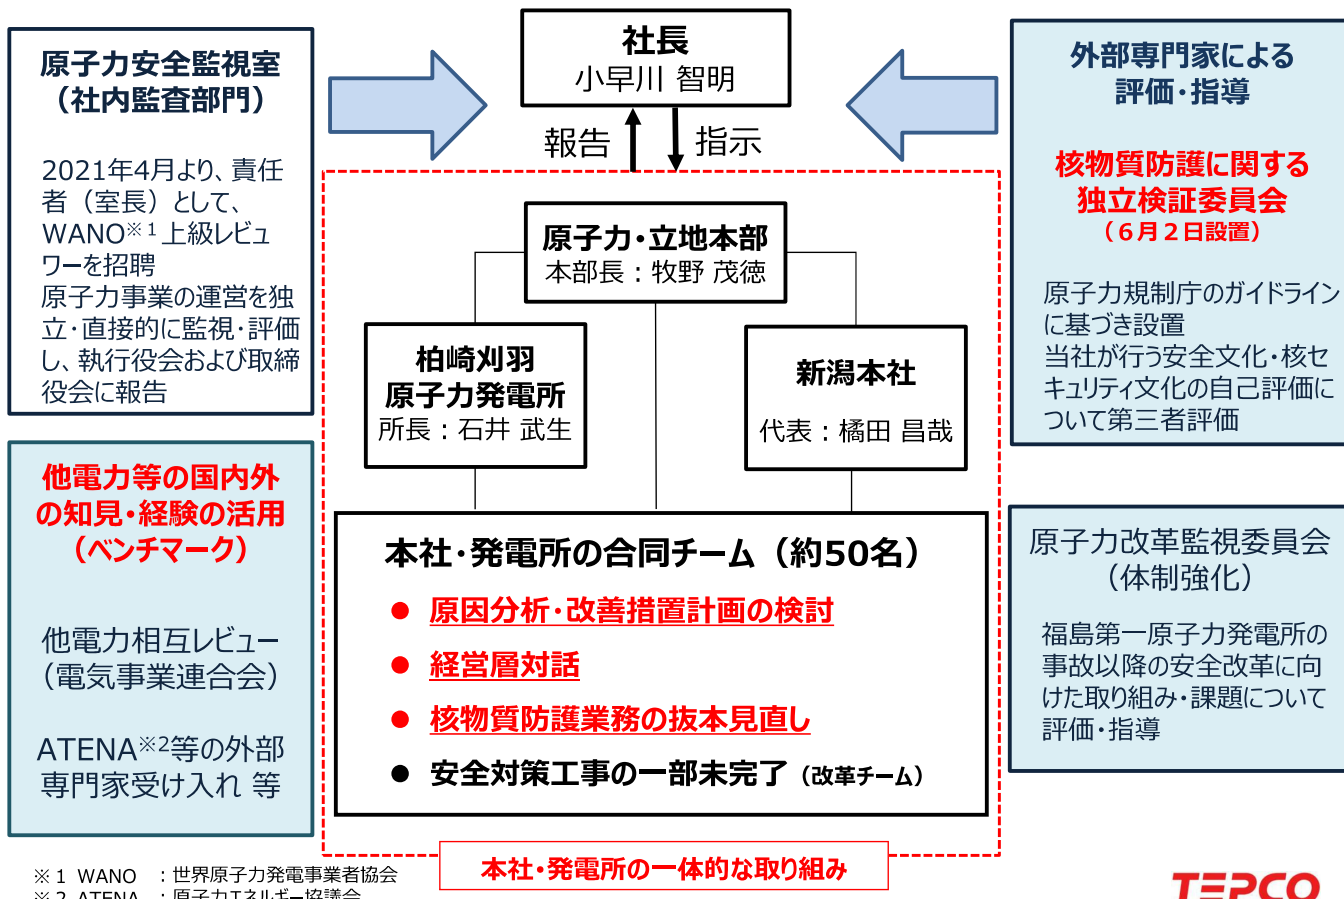 社長
小早川 智明
報告
指示
原子力安全監視室
（社内監査部門）
2021年4月より、責任
者（室長）として、
WANO※1 上級レビュ
ワーを招聘
原子力事業の運営を独
立・直接的に監視・評価
し、執行役会および取締
役会に報告
他電力等の国内外
の知見・経験の活用
（ベンチマーク）
他電力相互レビュー
（電気事業連合会）
ATENA※2等の外部
専門家受け入れ 等
原子力・立地本部
本部長：牧野 茂徳
柏崎刈羽
原子力発電所
所長：石井 武生
新潟本社
代表：橘田 昌哉
本社・発電所の合同チーム（約50名）
● 原因分析・改善措置計画の検討
● 経営層対話
● 核物質防護業務の抜本見直し
● 安全対策工事の一部未完了（改革チーム）
本社・発電所の一体的な取り組み
外部専門家による
評価・指導
核物質防護に関する
独立検証委員会
（6月2日設置）
原子力規制庁のガイドライン
に基づき設置
当社が行う安全文化・核セ
キュリティ文化の自己評価に
ついて第三者評価
原子力改革監視委員会
（体制強化）
福島第一原子力発電所の
事故以降の安全改革に向
けた取り組み・課題について
評価・指導
※1 WANO ：世界原子力発電事業者協会
※2 ATENA ：原子力エネルギー協議会
TEPCO